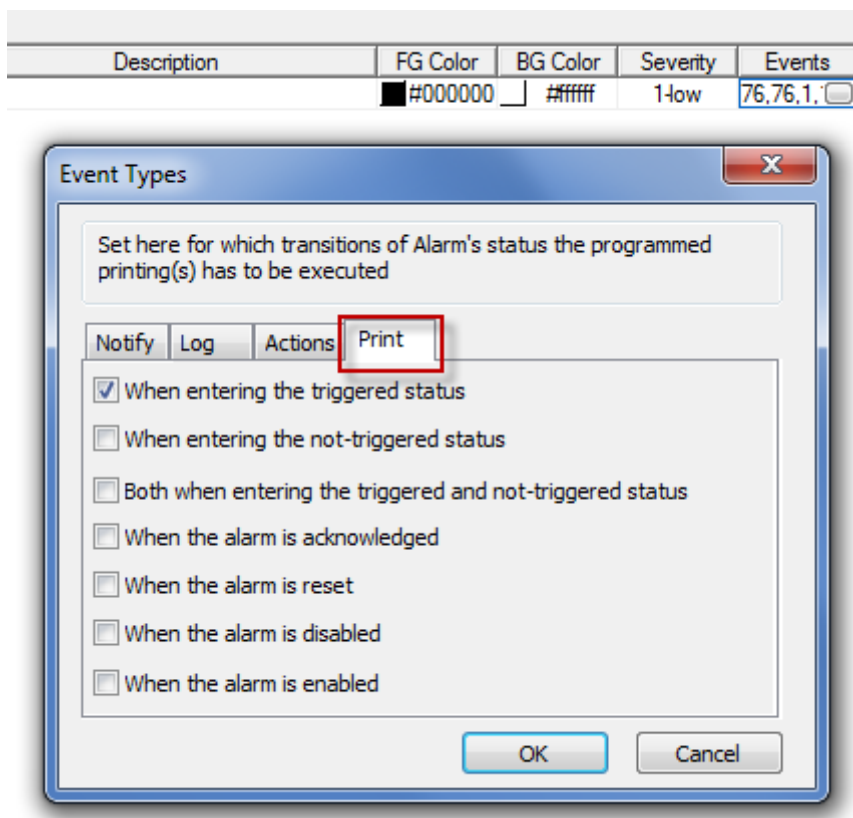 Description FG Color BG Color Severity Events
#000000 #ffffff 1-low 76,76,1,
Event Types
Set here for which transitions of Alarm's status the programmed
printing(s) has to be executed
Notify Log Actions Print
When entering the triggered status
When entering the not-triggered status
Both when entering the triggered and not-triggered status
When the alarm is acknowledged
When the alarm is reset
When the alarm is disabled
When the alarm is enabled
OK Cancel